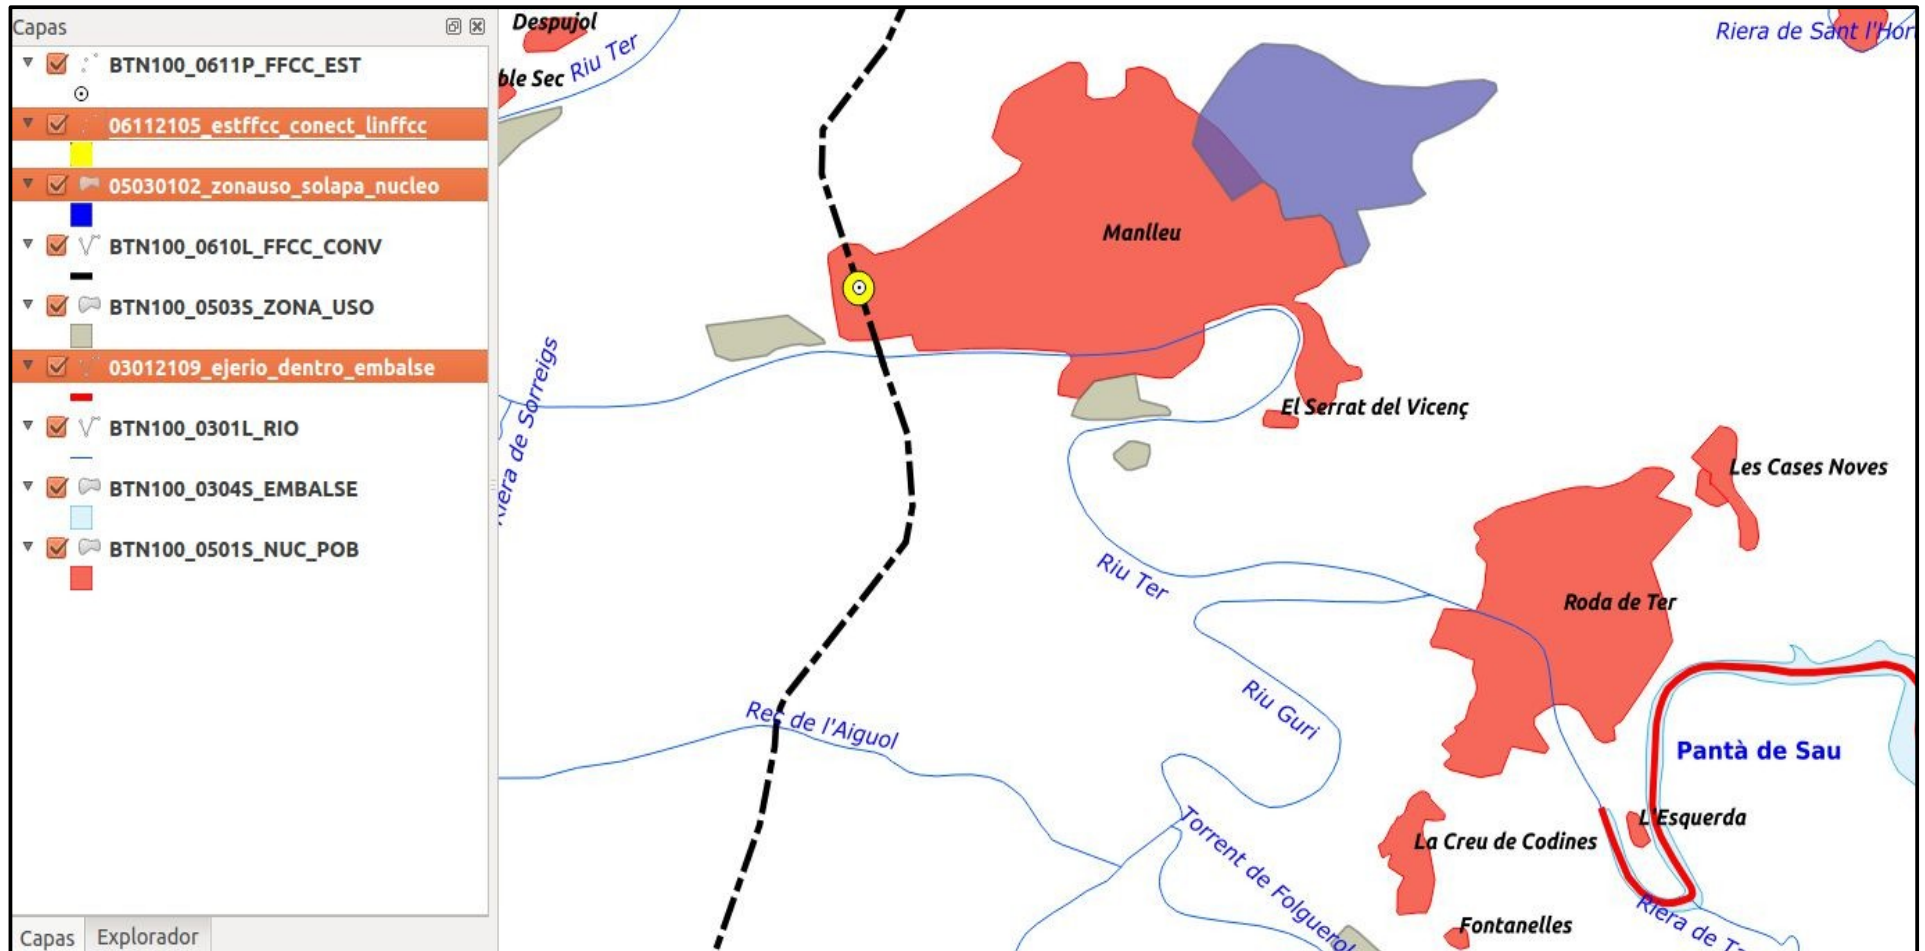 Capas
BTN100_0611P_FFCC_EST
06112105_estffcc_conect_linffcc
05030102_zonauso_solapa_nucleo
BTN100_0610L_FFCC_CONV
BTN100_0503S_ZONA_USO
03012109_ejerio_dentro_embalse
BTN100_0301L_RIO
BTN100_0304S_EMBALSE
BTN100_0501S_NUC_POB
Capas
Explorador
Despujol
Riu Ter
ble Sec
Riera de Sant l'Hor
Manlleu
Riera de Sorreigs
El Serrat del Vicenç
Les Cases Noves
Riu Ter
Roda de Ter
Riu Guri
Rec de l'Aiguol
Pantà de Sau
L'Esquerda
La Creu de Codines
Torrent de Folguerol
Riera de T
Fontanelles